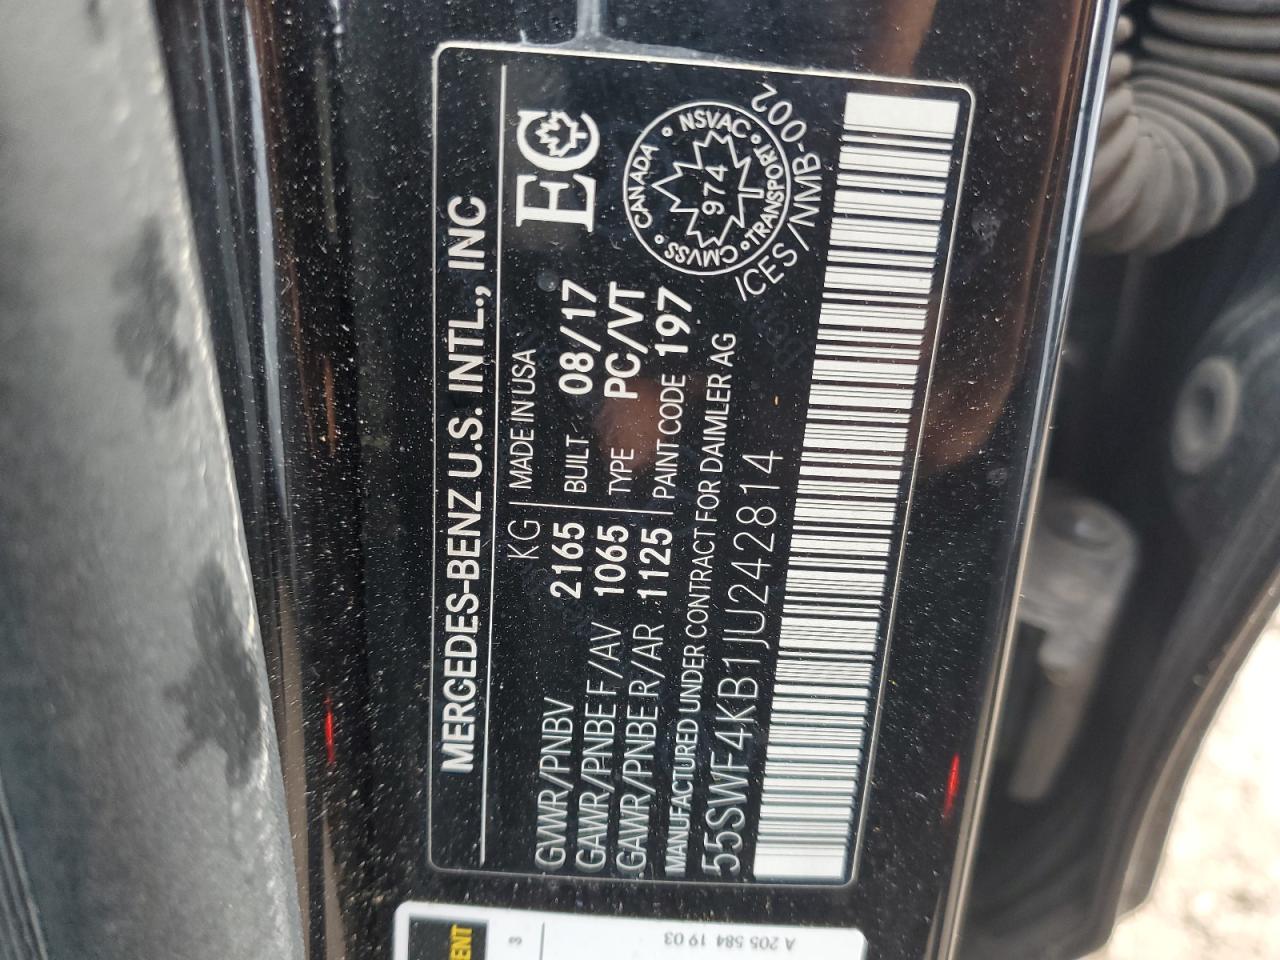 MERCEDES-BENZ U.S. INTL., INC
KG
GVWR/PNBV 2165
GAWR/PNBE F/AV 1065
GAWR/PNBE R/AR 1125
MADE IN USA
BUILT 08/17
TYPE PC/VT
PAINT CODE 197
EC
NSVAC
CANADA
974
TRANSPORT
CMVSS
ICES/NMB-002
MANUFACTURED UNDER CONTRACT FOR DAIMLER AG
55SWF4KB1JU242814
ENT
3
A 205 584 19 03